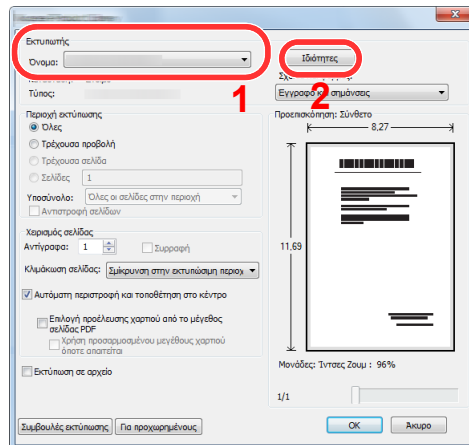 Εκτυπωτής
Όνομα:
Ιδιότητες
1
2
Τύπος:
Εγγραφο και σημάνσεις
Περιοχή εκτύπωσης
Όλες
Τρέχουσα προβολή
Τρέχουσα σελίδα
Σελίδες 1
Υποσύνολο: Όλες οι σελίδες στην περιοχή
Αντιστροφή σελίδων
Χειρισμός σελίδας
Αντίγραφα: 1 Συρραφή
Κλιμάκωση σελίδας: Σμίκρυνση στην εκτυπώσιμη περιοχ
Αυτόματη περιστροφή και τοποθέτηση στο κέντρο
Επιλογή προέλευσης χαρτιού από το μέγεθος
σελίδας PDF
Χρήση προσαρμοσμένου μεγέθους χαρτιού
όποτε απαιτείται
Εκτύπωση σε αρχείο
Προεπισκόπηση: Σύνθετο
8,27
11,69
Μονάδες: Ίντσες Ζουμ : 96%
1/1
Συμβουλές εκτύπωσης Για προχωρημένους
OK Άκυρο